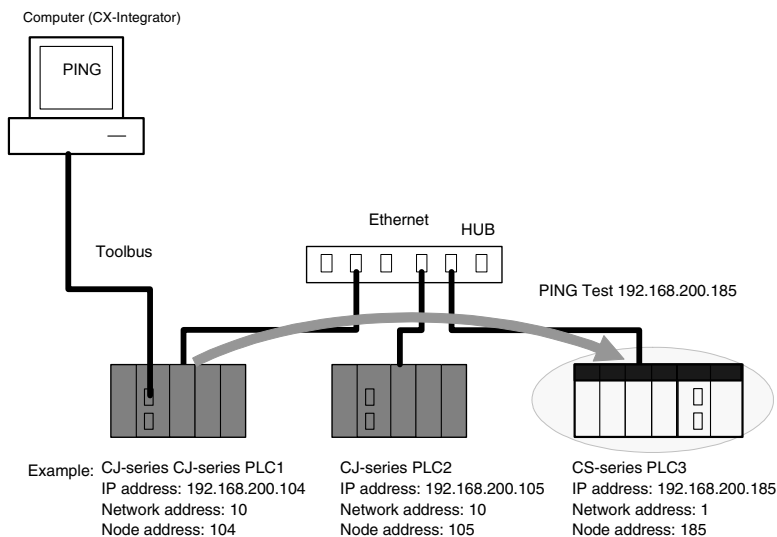 Computer (CX-Integrator)
PING
Ethernet
HUB
Toolbus
PING Test 192.168.200.185
Example:
CJ-series CJ-series PLC1
IP address: 192.168.200.104
Network address: 10
Node address: 104
CJ-series PLC2
IP address: 192.168.200.105
Network address: 10
Node address: 105
CS-series PLC3
IP address: 192.168.200.185
Network address: 1
Node address: 185